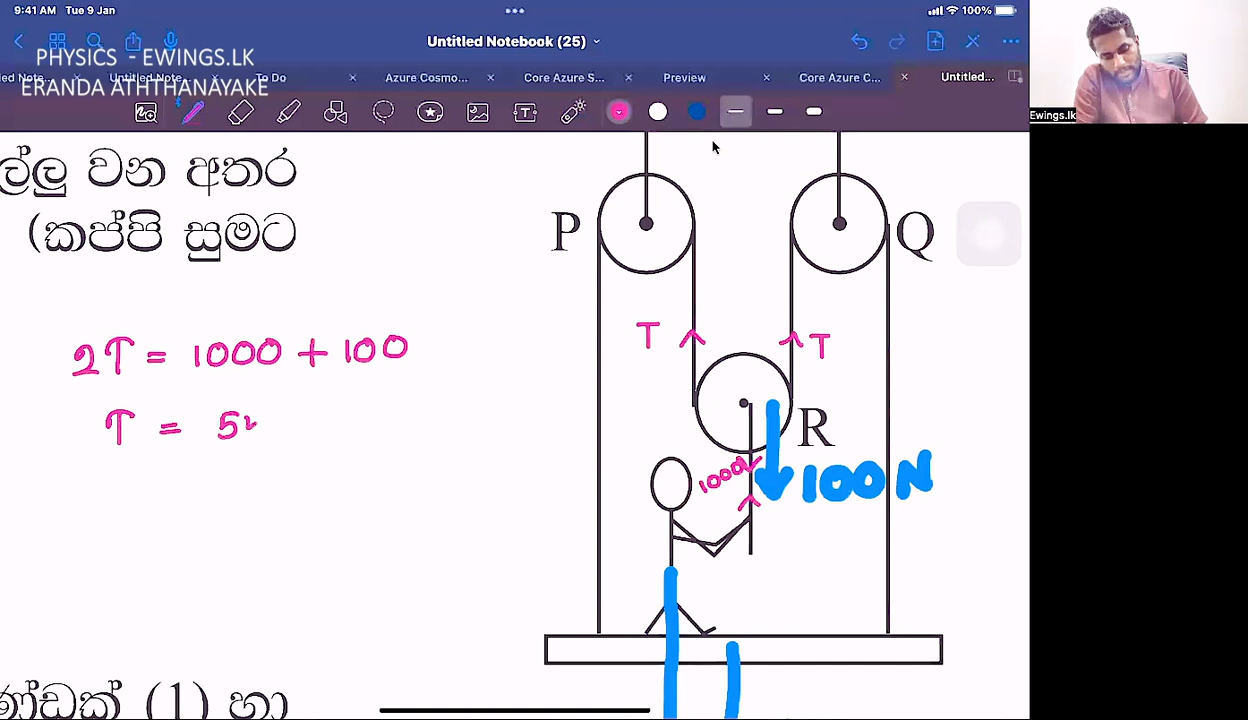 9:41 AM Tue 9 Jan
100%
Untitled Notebook (25)
PHYSICS - EWINGS.LK
ERANDA ATHTHANAYAKE
To Do
Azure Cosmo...
Core Azure S...
Preview
Core Azure C...
Untitled...
Ewings.lk
ල්ලු වන අතර
(කප්පි සුමට
P
Q
2T = 1000 + 100
T
T
T =
R
1000
100N
(1) හා